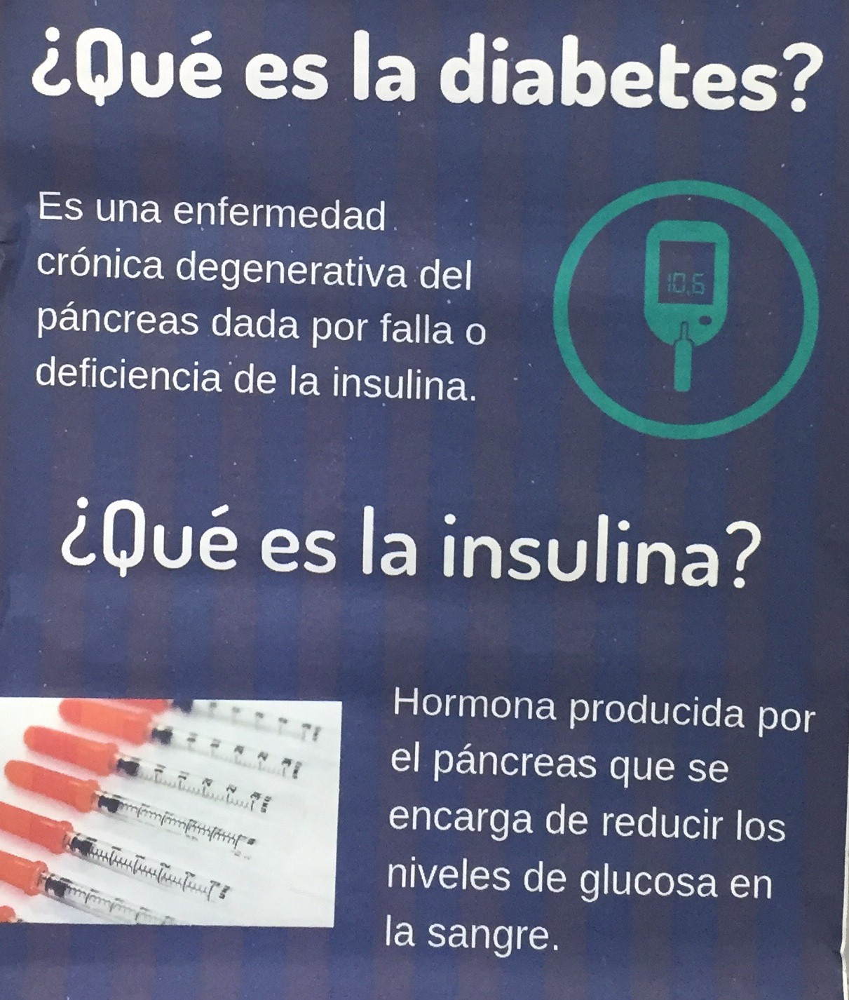 ¿Qué es la diabetes?
Es una enfermedad
crónica degenerativa del
páncreas dada por falla o
deficiencia de la insulina.
10.6
¿Qué es la insulina?
Hormona producida por
el páncreas que se
encarga de reducir los
niveles de glucosa en
la sangre.